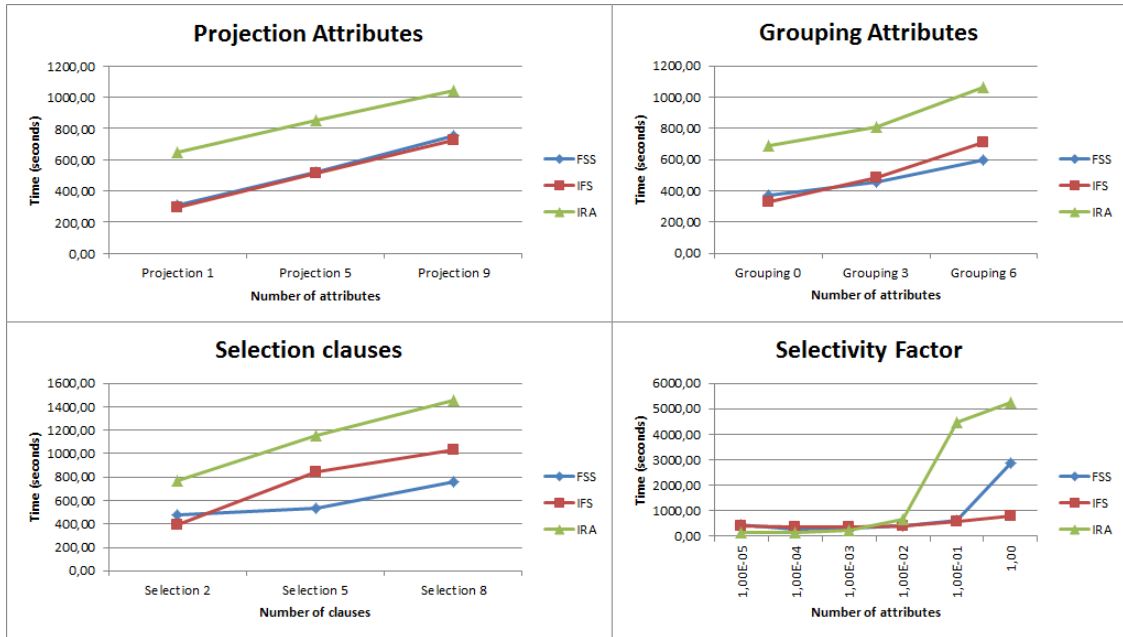 Projection Attributes
1200,00
1000,00
800,00
600,00
400,00
200,00
0,00
Time (seconds)
Projection 1
Projection 5
Projection 9
Number of attributes
FSS
IFS
IRA
Grouping Attributes
1200,00
1000,00
800,00
600,00
400,00
200,00
0,00
Time (seconds)
Grouping 0
Grouping 3
Grouping 6
Number of attributes
FSS
IFS
IRA
Selection clauses
1600,00
1400,00
1200,00
1000,00
800,00
600,00
400,00
200,00
0,00
Time (seconds)
Selection 2
Selection 5
Selection 8
Number of clauses
FSS
IFS
IRA
Selectivity Factor
6000,00
5000,00
4000,00
3000,00
2000,00
1000,00
0,00
Time (seconds)
1,00E-05
1,00E-04
1,00E-03
1,00E-02
1,00E-01
1,00
Number of attributes
FSS
IFS
IRA